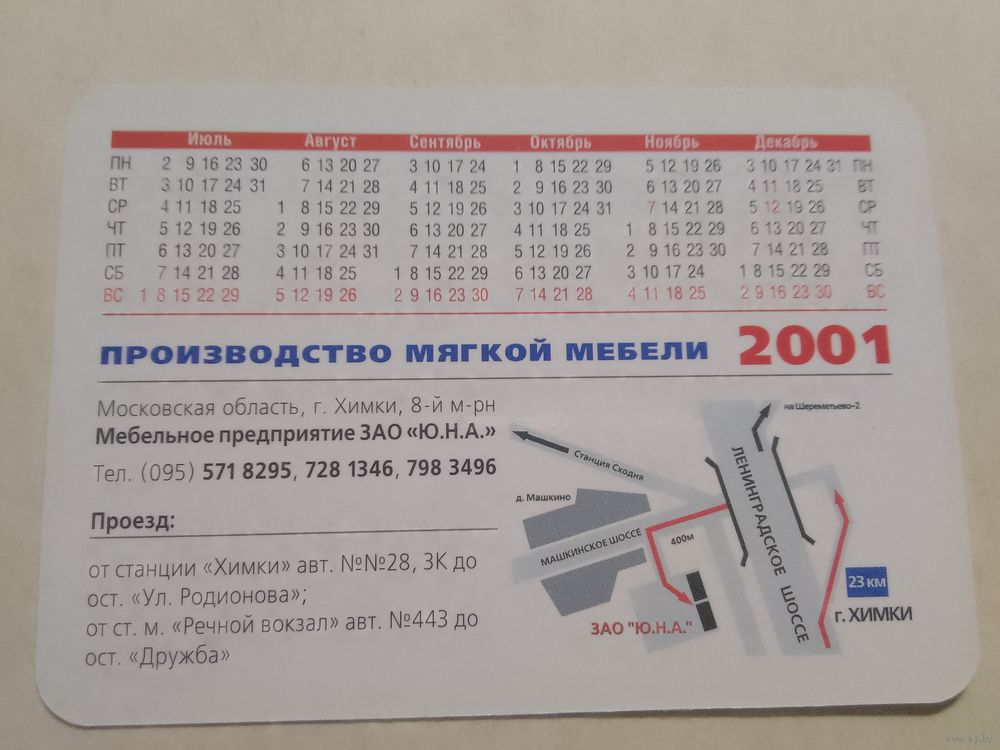 Июль Август Сентябрь Октябрь Ноябрь Декабрь
ПН 2 9 16 23 30 6 13 20 27 3 10 17 24 1 8 15 22 29 5 12 19 26 3 10 17 24 31 ПН
ВТ 3 10 17 24 31 7 14 21 28 4 11 18 25 2 9 16 23 30 6 13 20 27 4 11 18 25 ВТ
СР 4 11 18 25 1 8 15 22 29 5 12 19 26 3 10 17 24 31 7 14 21 28 5 12 19 26 СР
ЧТ 5 12 19 26 2 9 16 23 30 6 13 20 27 4 11 18 25 1 8 15 22 29 6 13 20 27 ЧТ
ПТ 6 13 20 27 3 10 17 24 31 7 14 21 28 5 12 19 26 2 9 16 23 30 7 14 21 28 ПТ
СБ 7 14 21 28 4 11 18 25 1 8 15 22 29 6 13 20 27 3 10 17 24 1 8 15 22 29 СБ
ВС 1 8 15 22 29 5 12 19 26 2 9 16 23 30 7 14 21 28 4 11 18 25 2 9 16 23 30 ВС
ПРОИЗВОДСТВО МЯГКОЙ МЕБЕЛИ 2001
Московская область, г. Химки, 8-й м-рн
Мебельное предприятие ЗАО «Ю.Н.А.»
Тел. (095) 571 8295, 728 1346, 798 3496
Проезд:
от станции «Химки» авт. №№28, 3К до
ост. «Ул. Родионова»;
от ст. м. «Речной вокзал» авт. №443 до
ост. «Дружба»
на Шереметьево-2
Станция Сходня
д. Машкино
МАШКИНСКОЕ ШОССЕ
400м
ЛЕНИНГРАДСКОЕ ШОССЕ
23 КМ
г. ХИМКИ
ЗАО "Ю.Н.А."
www.ay.by